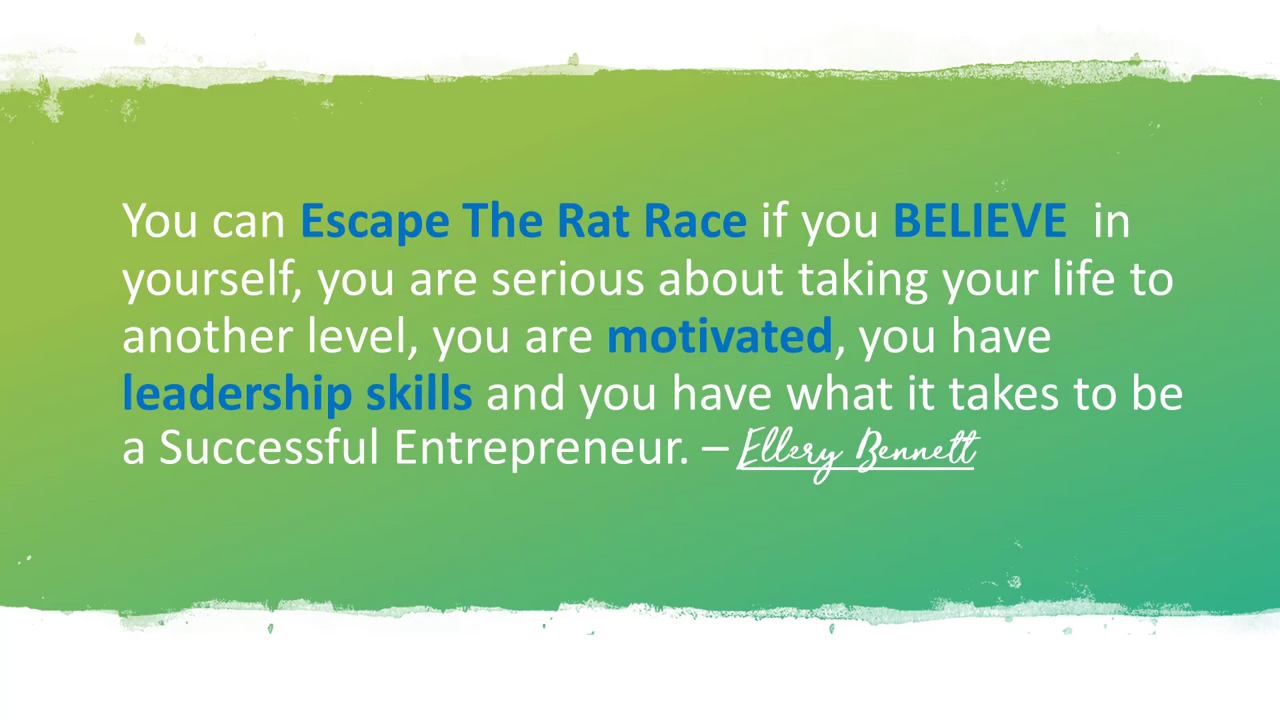 You can Escape The Rat Race if you BELIEVE in
yourself, you are serious about taking your life to
another level, you are motivated, you have
leadership skills and you have what it takes to be
a Successful Entrepreneur. – Ellery Bennett